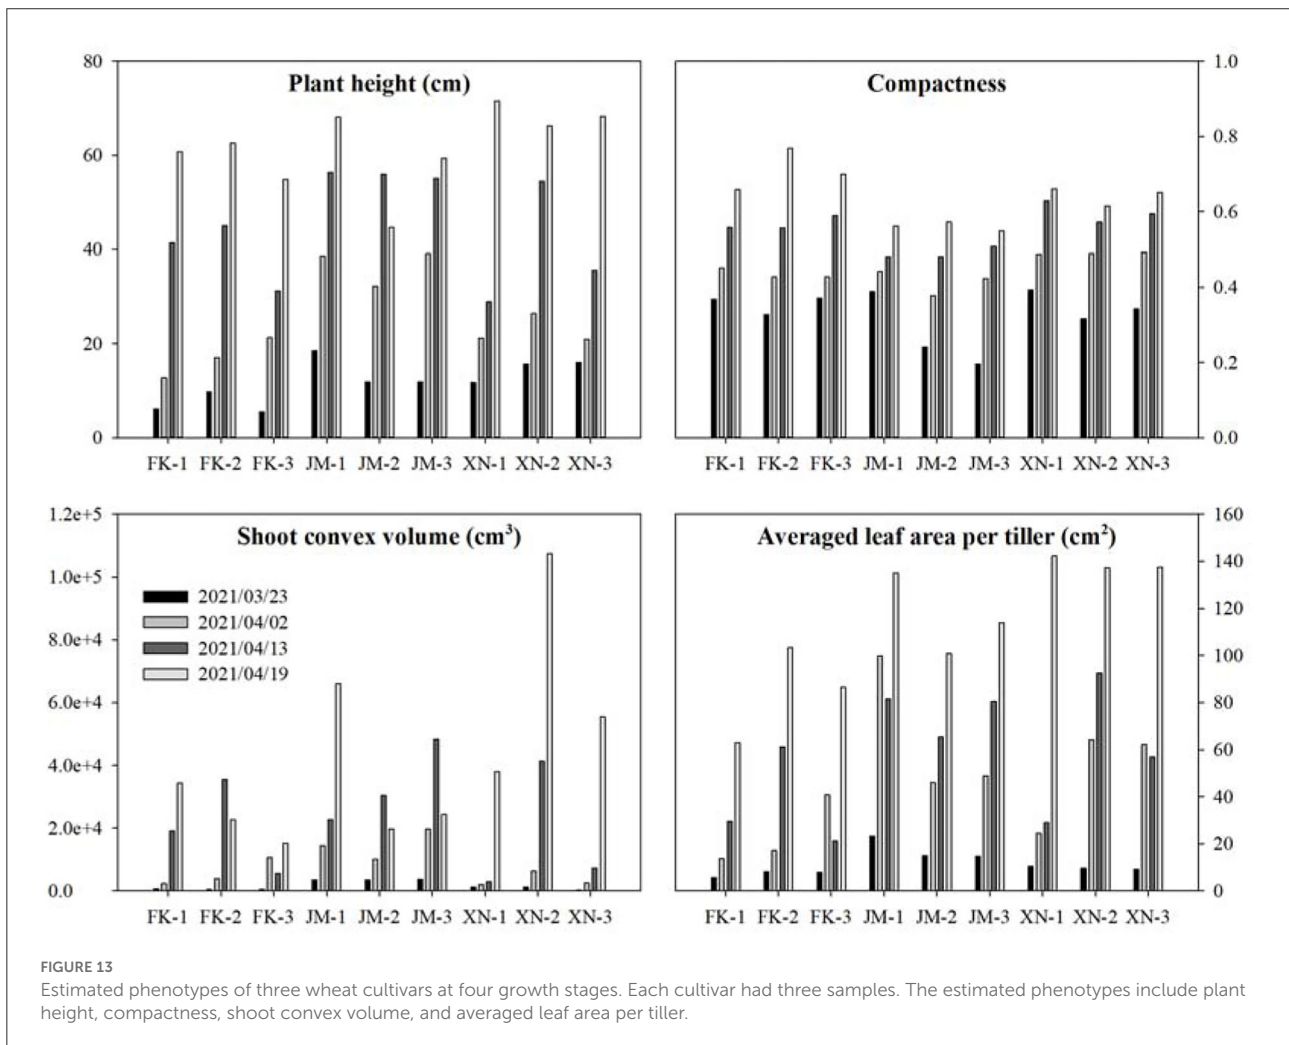 Plant height (cm)
80
60
40
20
0
FK-1 FK-2 FK-3 JM-1 JM-2 JM-3 XN-1 XN-2 XN-3
Compactness
1.0
0.8
0.6
0.4
0.2
0.0
FK-1 FK-2 FK-3 JM-1 JM-2 JM-3 XN-1 XN-2 XN-3
Shoot convex volume (cm³)
1.2e+5
1.0e+5
8.0e+4
6.0e+4
4.0e+4
2.0e+4
0.0
2021/03/23
2021/04/02
2021/04/13
2021/04/19
FK-1 FK-2 FK-3 JM-1 JM-2 JM-3 XN-1 XN-2 XN-3
Averaged leaf area per tiller (cm²)
160
140
120
100
80
60
40
20
0
FK-1 FK-2 FK-3 JM-1 JM-2 JM-3 XN-1 XN-2 XN-3
FIGURE 13
Estimated phenotypes of three wheat cultivars at four growth stages. Each cultivar had three samples. The estimated phenotypes include plant
height, compactness, shoot convex volume, and averaged leaf area per tiller.